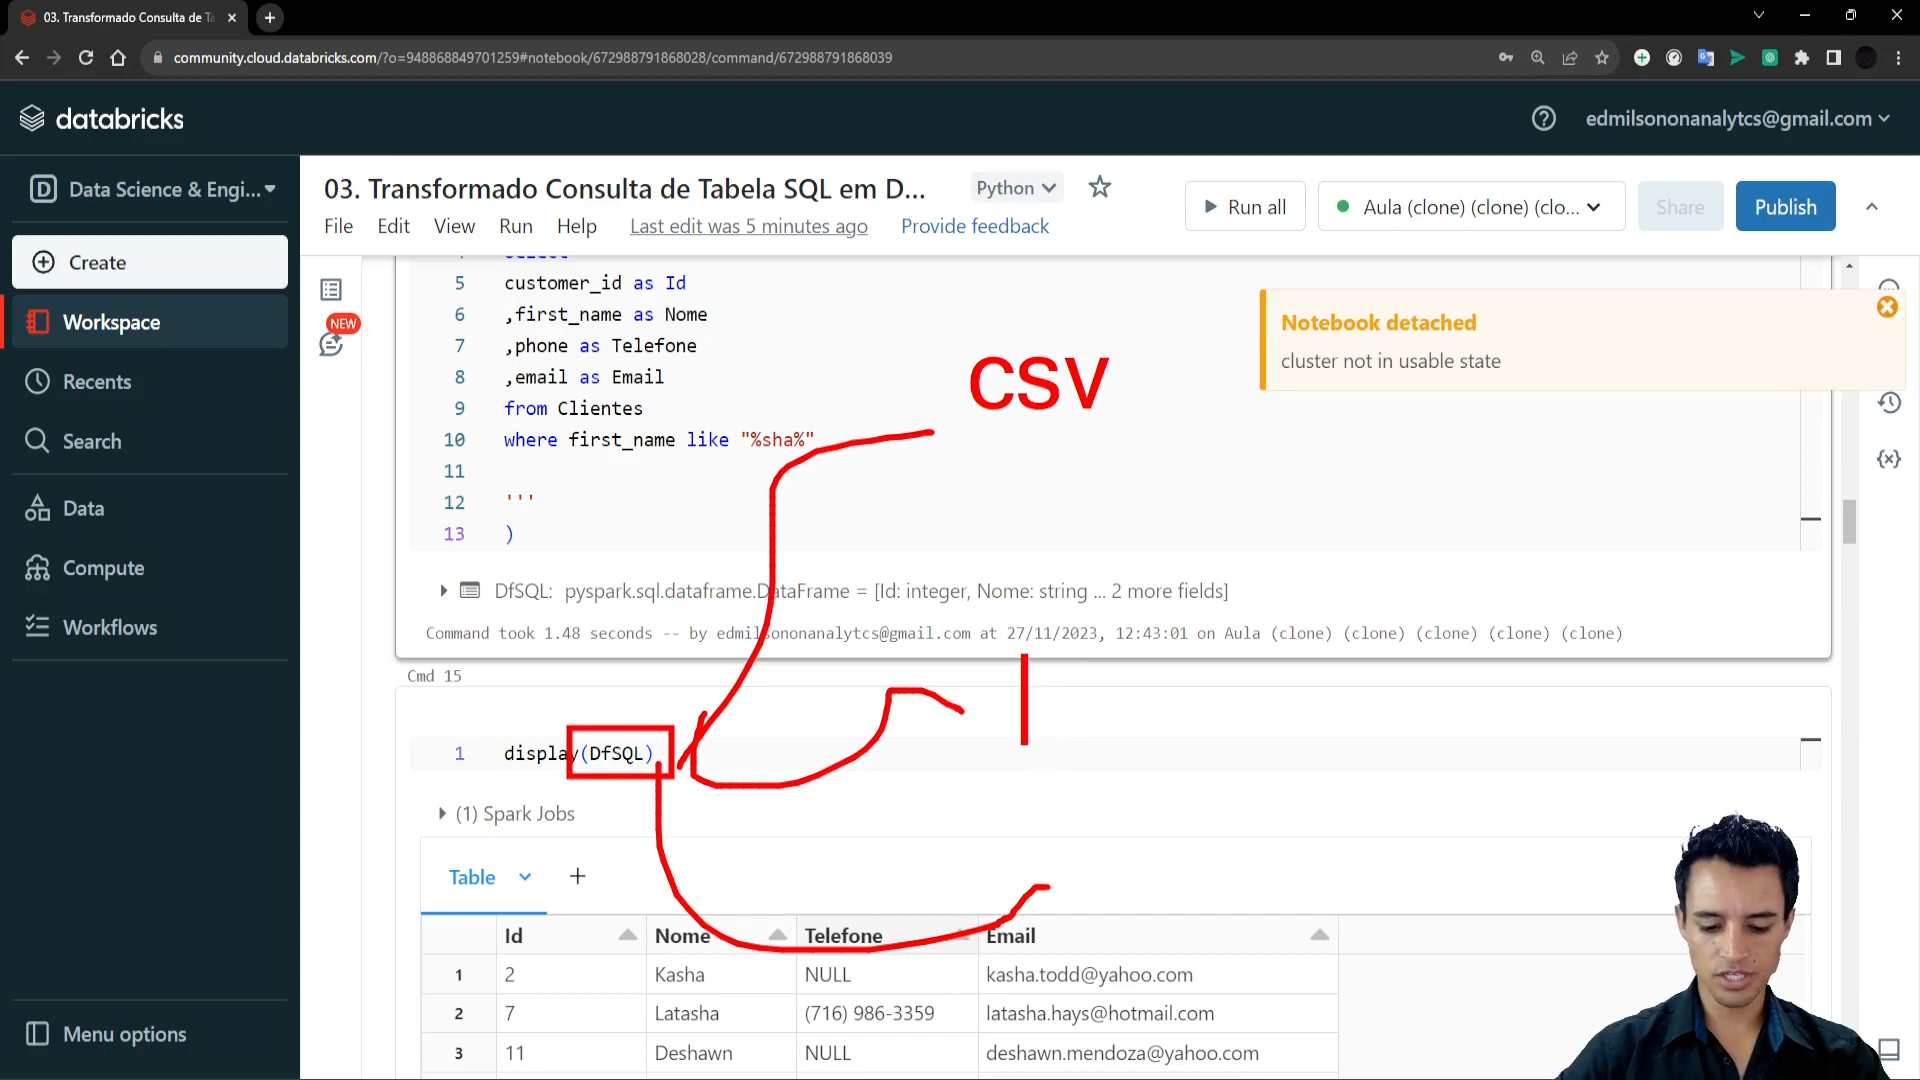 03. Transformado Consulta de Ta
community.cloud.databricks.com/?o=948868849701259#notebook/672988791868028/command/672988791868039
databricks
edmilsononanalytcs@gmail.com
D Data Science & Engi...
03. Transformado Consulta de Tabela SQL em D...
Python
Run all
Aula (clone) (clone) (clo...
Share
Publish
File Edit View Run Help Last edit was 5 minutes ago Provide feedback
Create
Workspace
Recents
Search
Data
Compute
Workflows
Menu options
NEW
4 select
5 customer_id as Id
6 ,first_name as Nome
7 ,phone as Telefone
8 ,email as Email
9 from Clientes
10 where first_name like "%sha%"
11
12 '''
13 )
CSV
Notebook detached
cluster not in usable state
DfSQL: pyspark.sql.dataframe.DataFrame = [Id: integer, Nome: string ... 2 more fields]
Command took 1.48 seconds -- by edmilsononanalytcs@gmail.com at 27/11/2023, 12:43:01 on Aula (clone) (clone) (clone) (clone) (clone)
Cmd 15
1 display(DfSQL)
(1) Spark Jobs
Table +
Id Nome Telefone Email
1 2 Kasha NULL kasha.todd@yahoo.com
2 7 Latasha (716) 986-3359 latasha.hays@hotmail.com
3 11 Deshawn NULL deshawn.mendoza@yahoo.com